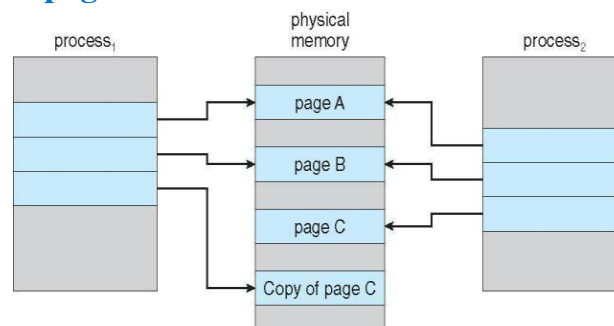 process₁
physical
memory
process₂
page A
page B
page C
Copy of page C